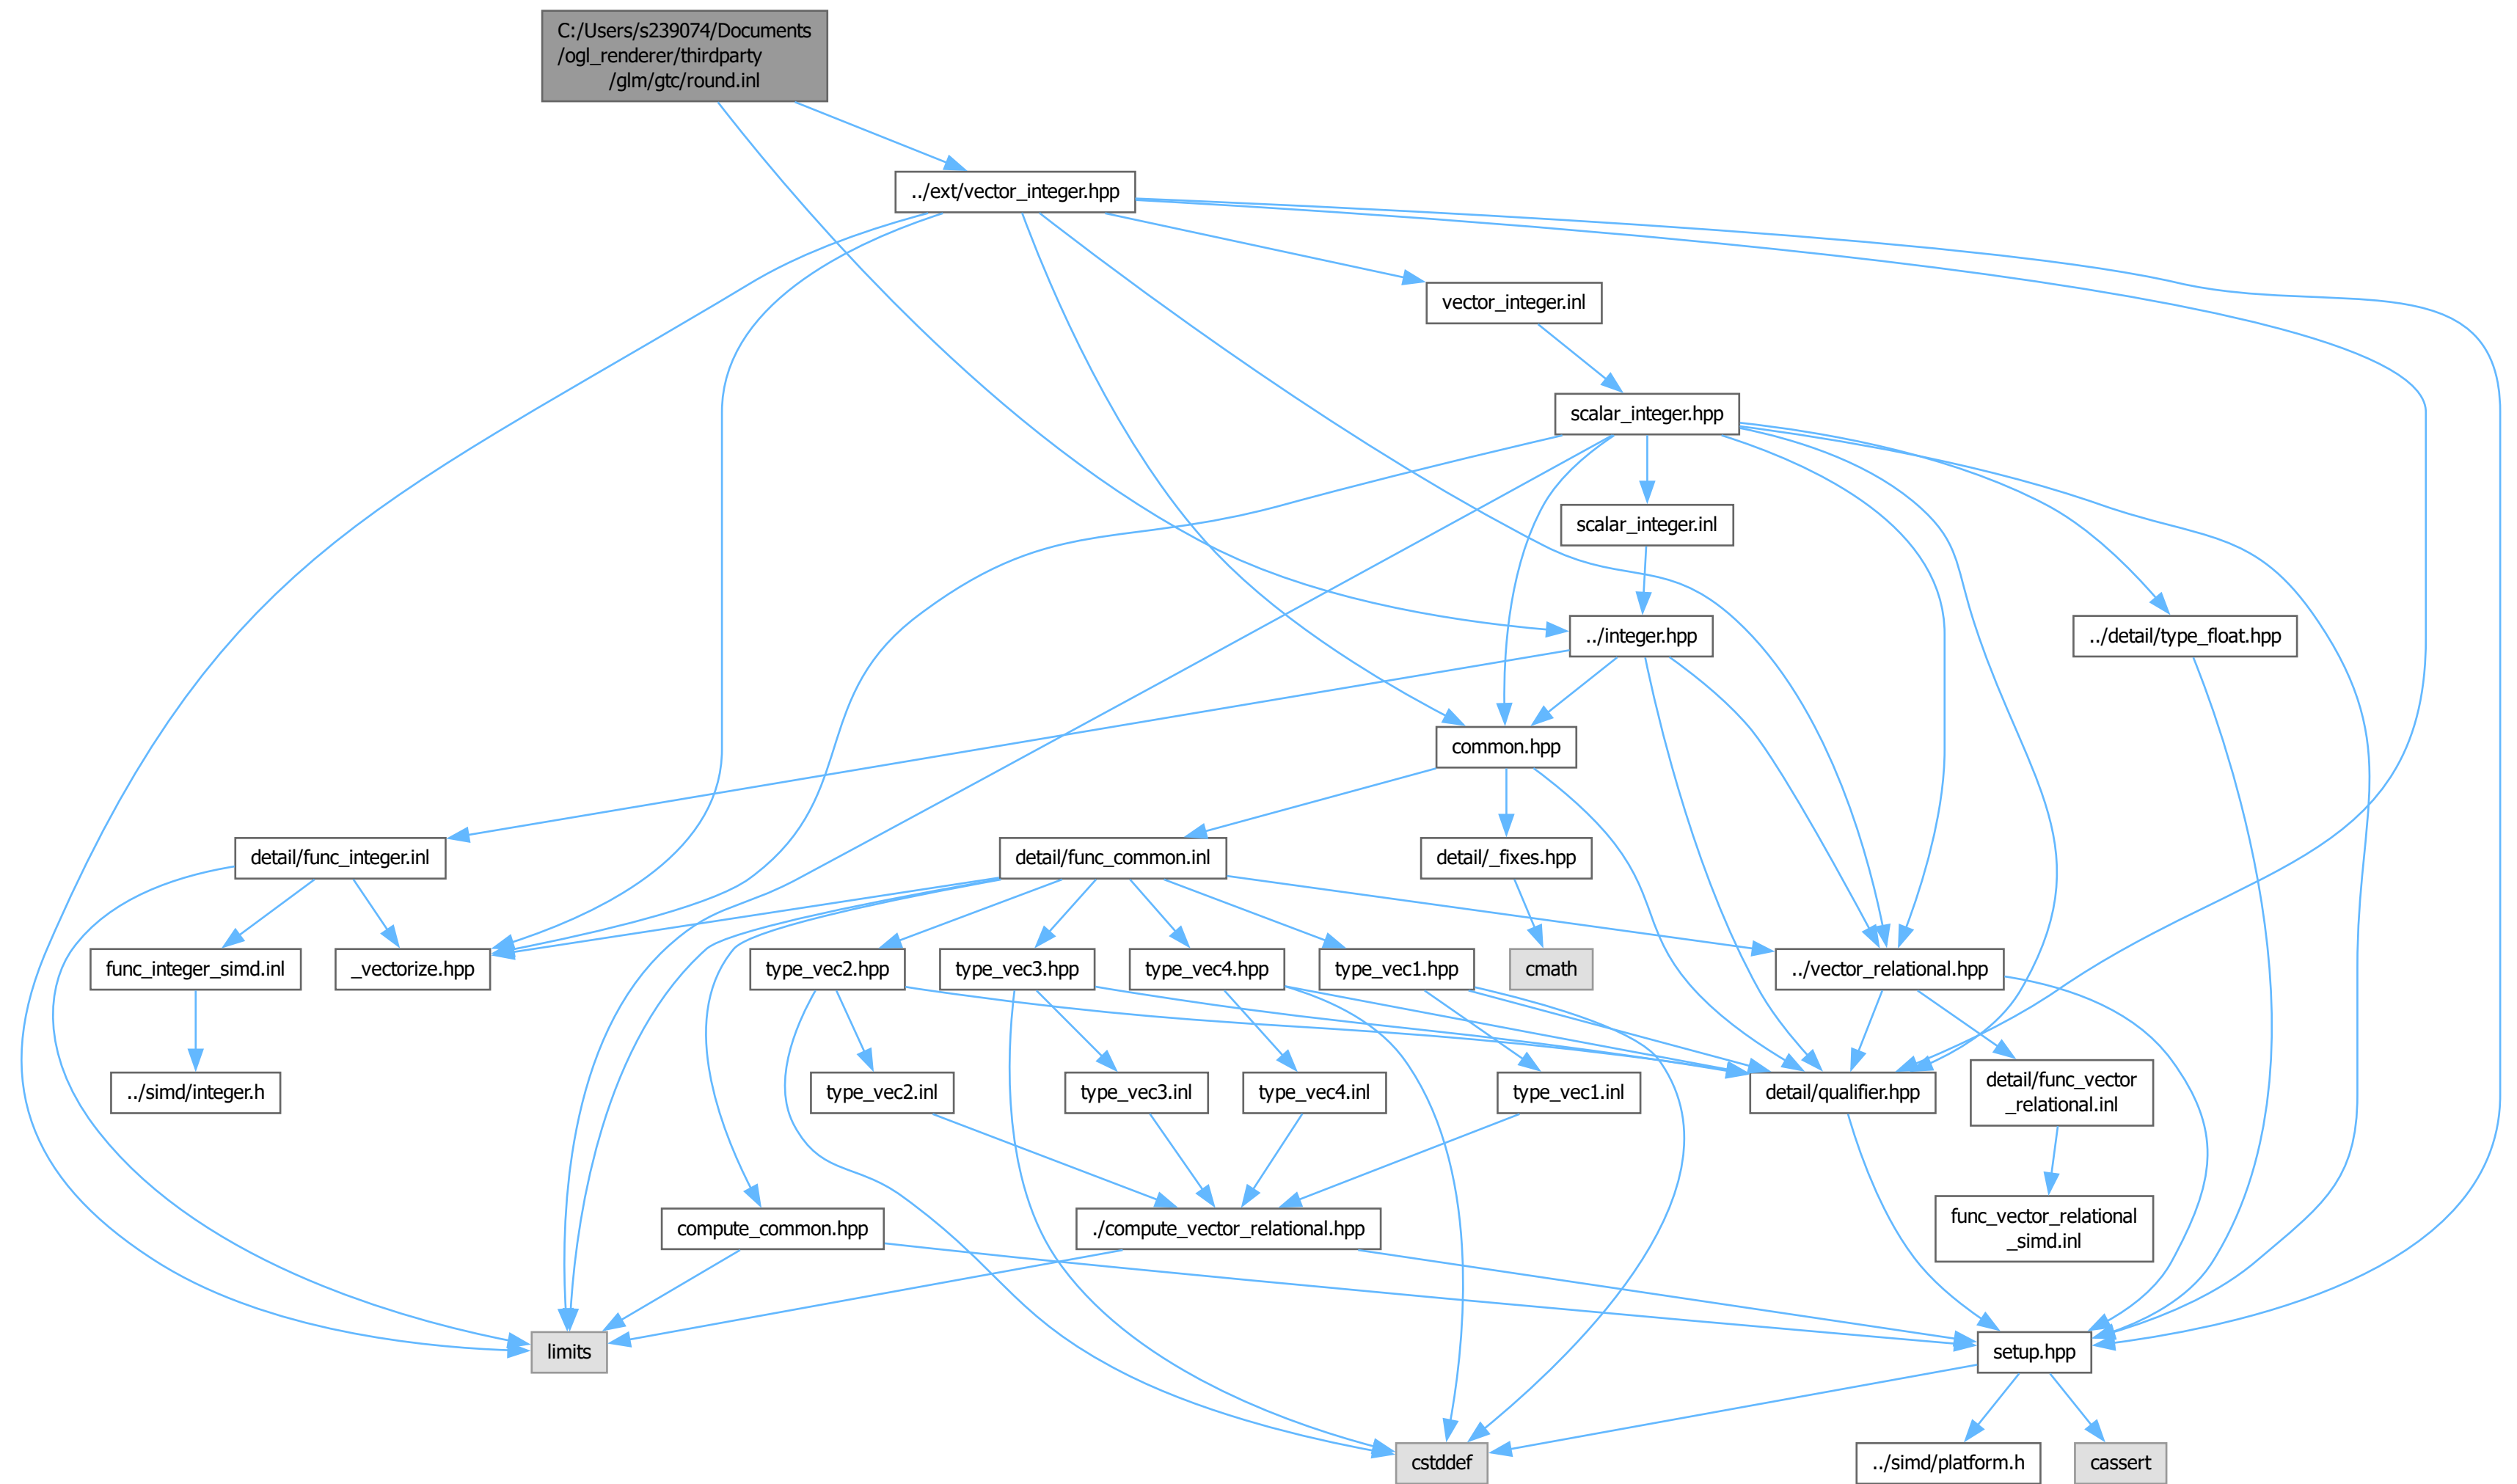 C:/Users/s239074/Documents
/ogl_renderer/thirdparty
/glm/gtc/round.inl
../ext/vector_integer.hpp
vector_integer.inl
scalar_integer.hpp
scalar_integer.inl
../integer.hpp
../detail/type_float.hpp
common.hpp
detail/func_integer.inl
detail/func_common.inl
detail/_fixes.hpp
func_integer_simd.inl
_vectorize.hpp
type_vec2.hpp
type_vec3.hpp
type_vec4.hpp
type_vec1.hpp
cmath
../vector_relational.hpp
../simd/integer.h
type_vec2.inl
type_vec3.inl
type_vec4.inl
type_vec1.inl
detail/qualifier.hpp
detail/func_vector
_relational.inl
compute_common.hpp
./compute_vector_relational.hpp
func_vector_relational
_simd.inl
limits
setup.hpp
cstddef
../simd/platform.h
cassert